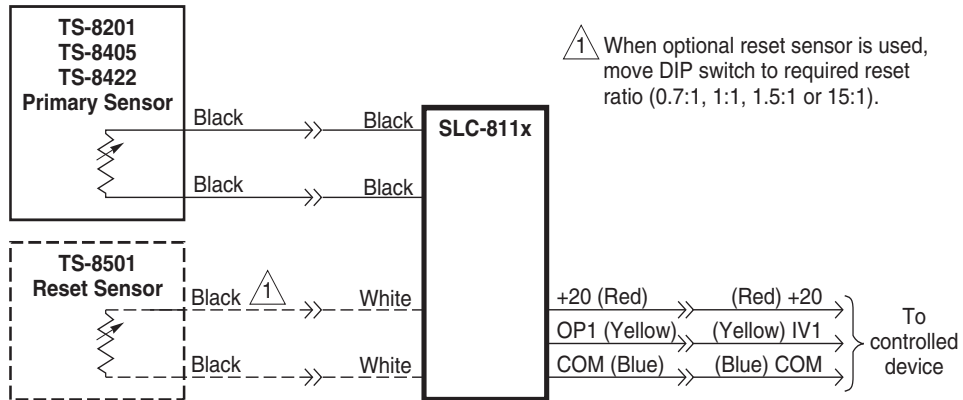 TS-8201
TS-8405
TS-8422
Primary Sensor
Black
Black
Black
Black
SLC-811x
1 When optional reset sensor is used,
move DIP switch to required reset
ratio (0.7:1, 1:1, 1.5:1 or 15:1).
TS-8501
Reset Sensor
Black 1 White
Black White
+20 (Red) (Red) +20
OP1 (Yellow) (Yellow) IV1
COM (Blue) (Blue) COM
To
controlled
device